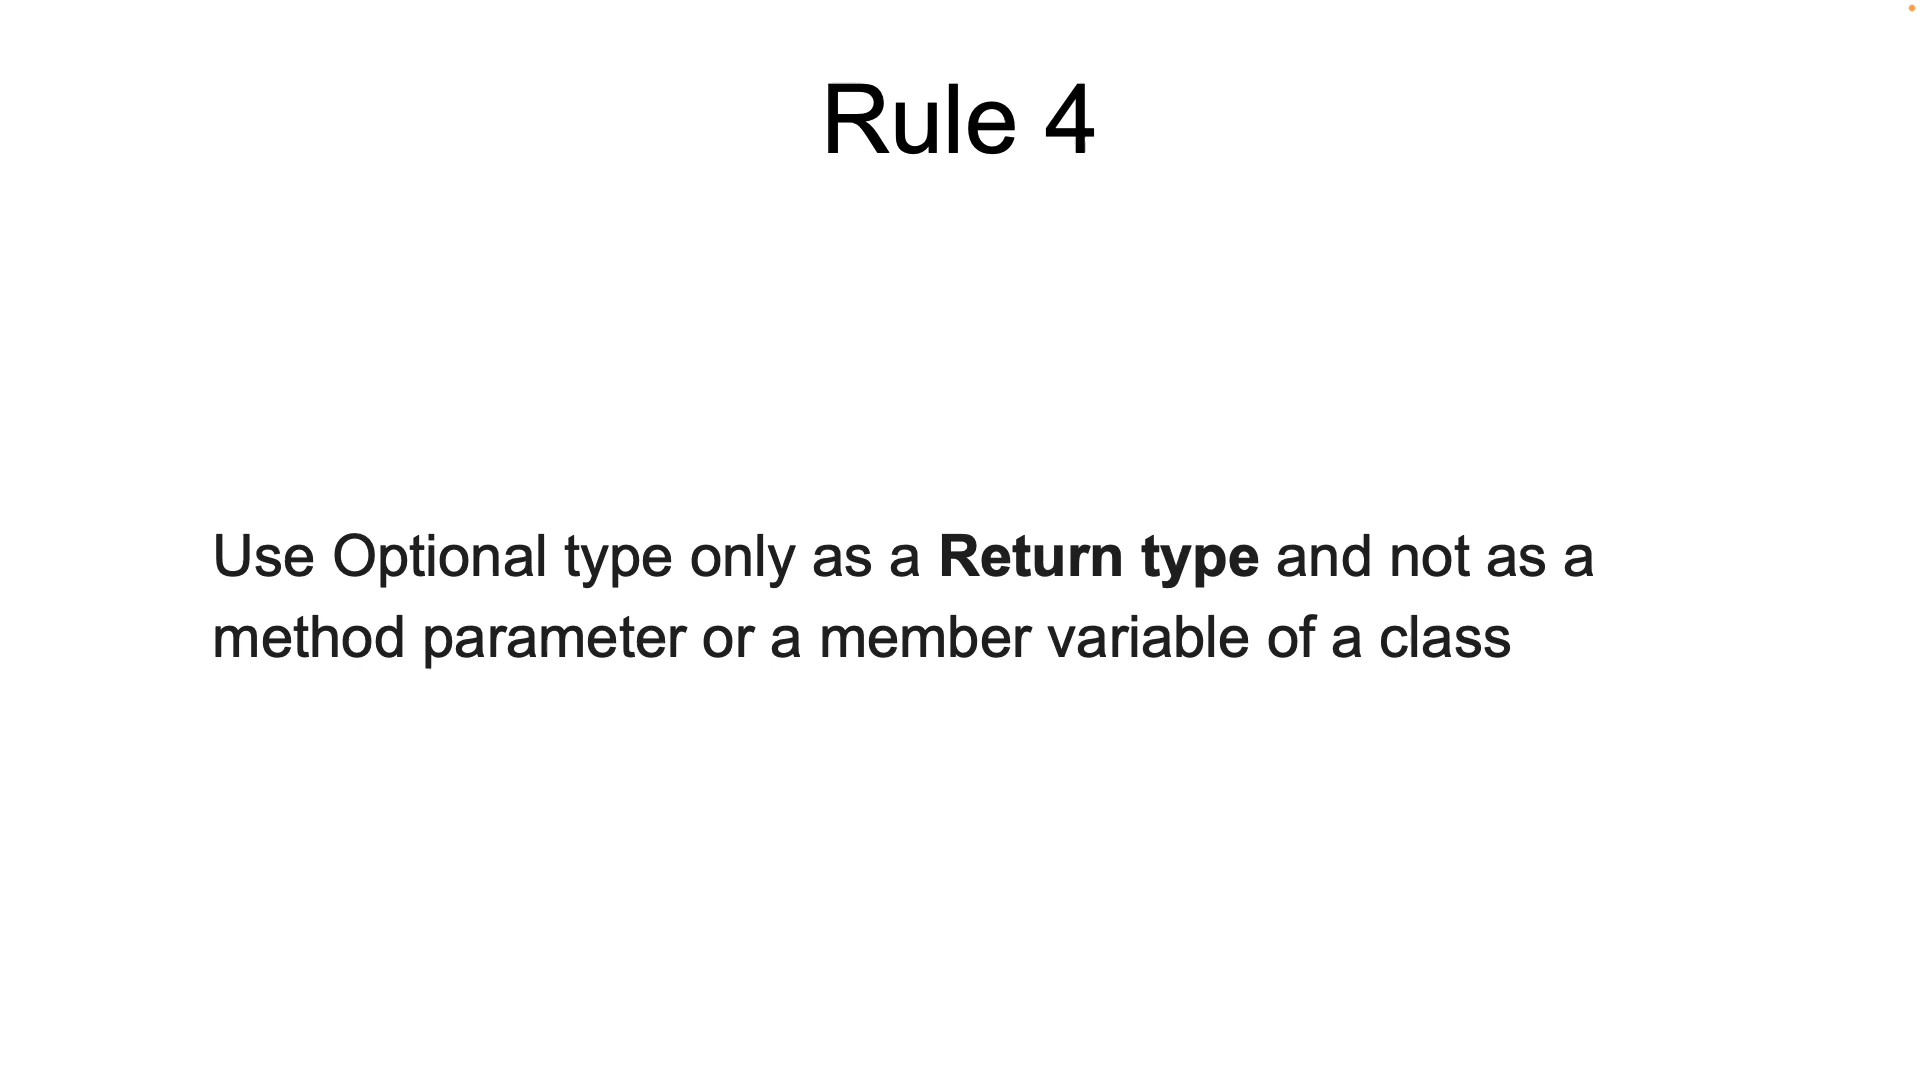 Rule 4
Use Optional type only as a Return type and not as a
method parameter or a member variable of a class